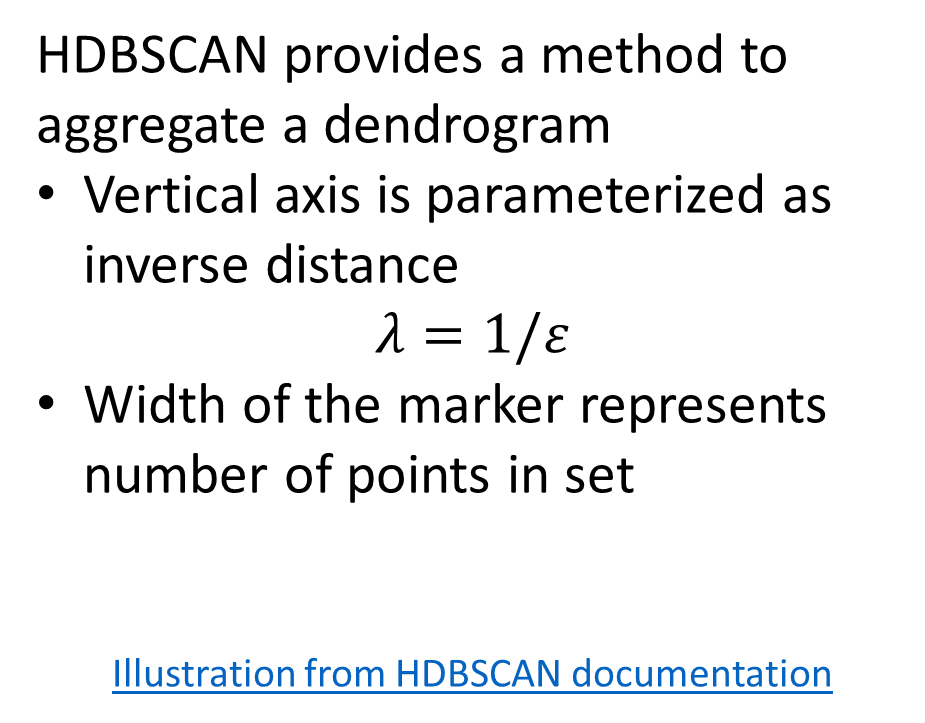 HDBSCAN provides a method to
aggregate a dendrogram
• Vertical axis is parameterized as
inverse distance
𝜆 = 1/𝜀
• Width of the marker represents
number of points in set
Illustration from HDBSCAN documentation